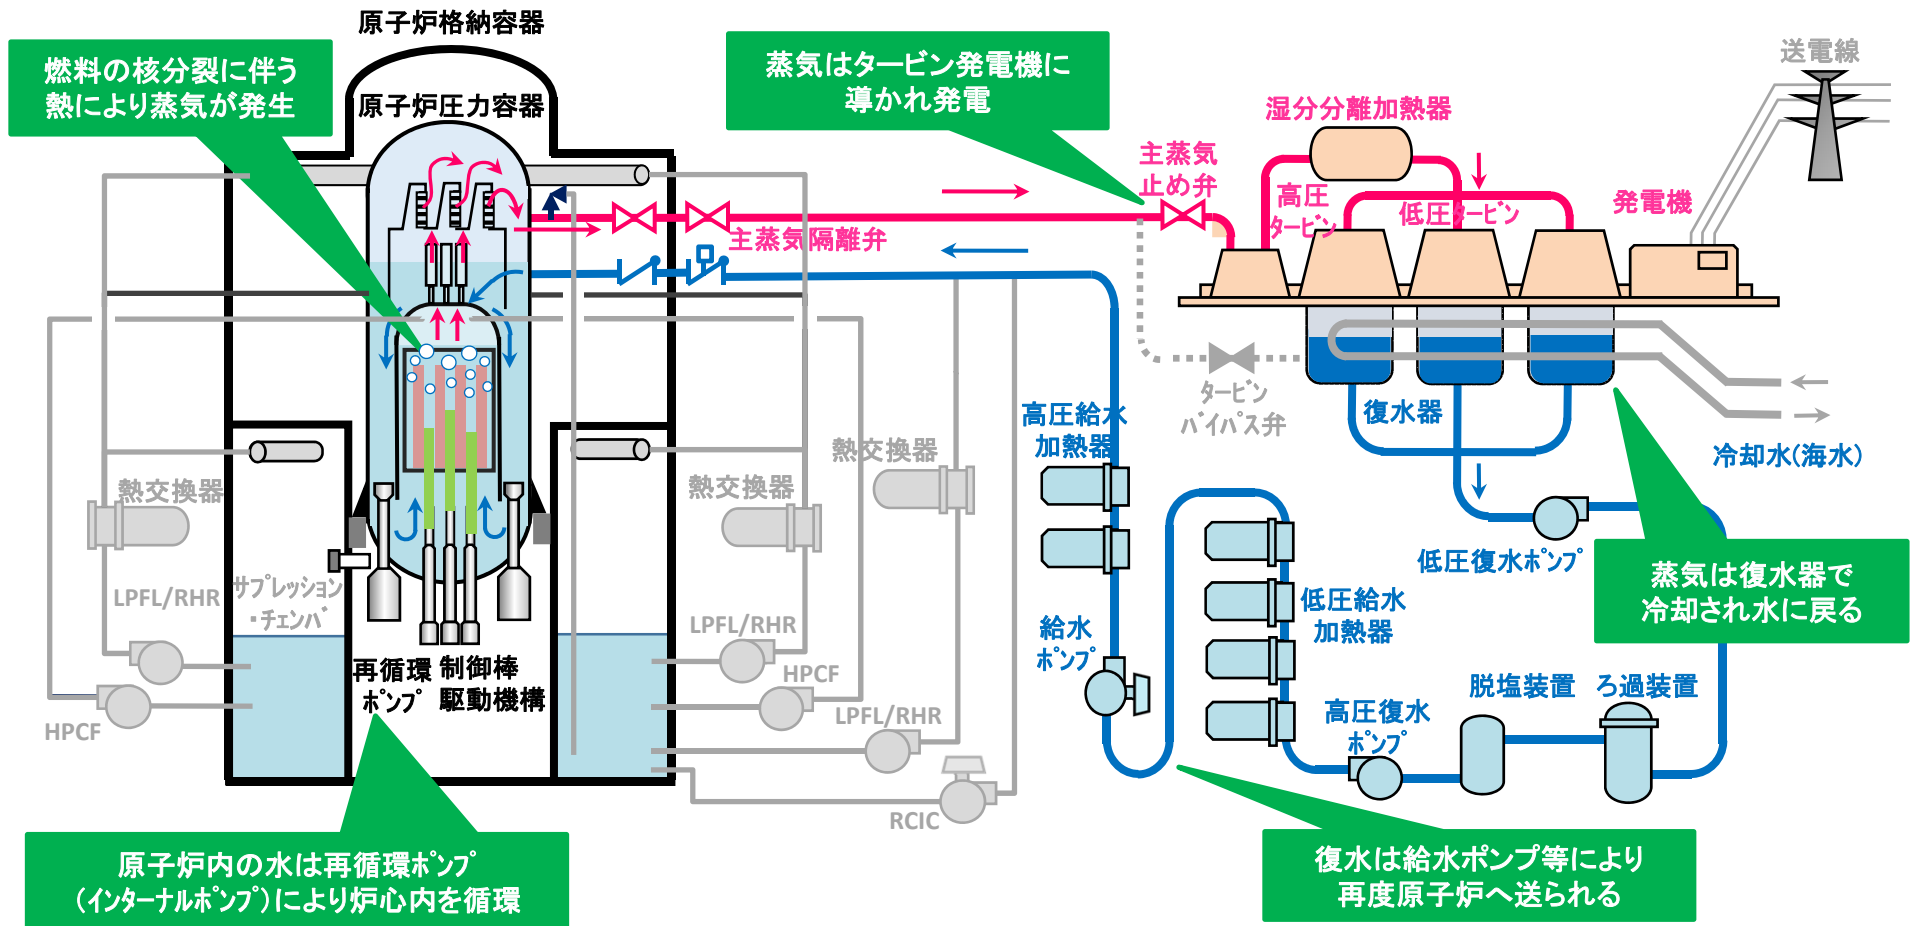 原子炉格納容器
燃料の核分裂に伴う
熱により蒸気が発生
原子炉圧力容器
蒸気はタービン発電機に
導かれ発電
送電線
湿分分離加熱器
主蒸気
止め弁
高圧
ﾀｰﾋﾞﾝ
低圧ﾀｰﾋﾞﾝ
発電機
主蒸気隔離弁
ﾀｰﾋﾞﾝ
ﾊﾞｲﾊﾟｽ弁
復水器
冷却水(海水)
高圧給水
加熱器
熱交換器
熱交換器
熱交換器
低圧復水ﾎﾟﾝﾌﾟ
蒸気は復水器で
冷却され水に戻る
LPFL/RHR
ｻﾌﾟﾚｯｼｮﾝ
・ﾁｪﾝﾊﾞ
LPFL/RHR
HPCF
給水
ﾎﾟﾝﾌﾟ
低圧給水
加熱器
再循環
ﾎﾟﾝﾌﾟ
制御棒
駆動機構
HPCF
LPFL/RHR
高圧復水
ﾎﾟﾝﾌﾟ
脱塩装置
ろ過装置
RCIC
原子炉内の水は再循環ﾎﾟﾝﾌﾟ
(ｲﾝﾀｰﾅﾙﾎﾟﾝﾌﾟ)により炉心内を循環
復水は給水ポンプ等により
再度原子炉へ送られる